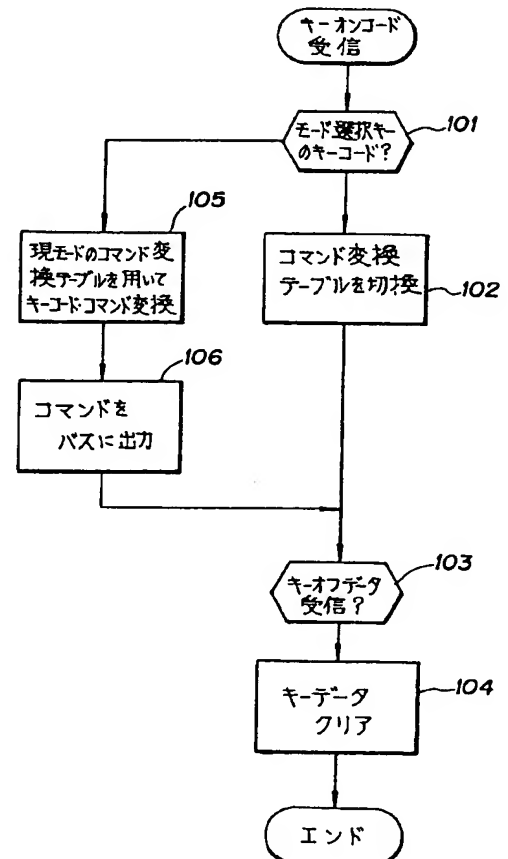 キーオンコード
受信
モード選択キー
のキーコード?
101
105
現モードのコマンド変
換テーブルを用いて
キーコード・コマンド変換
コマンド変換
テーブルを切換
102
106
コマンドを
バスに出力
103
キーオフデータ
受信?
キーデータ
クリア
104
エンド